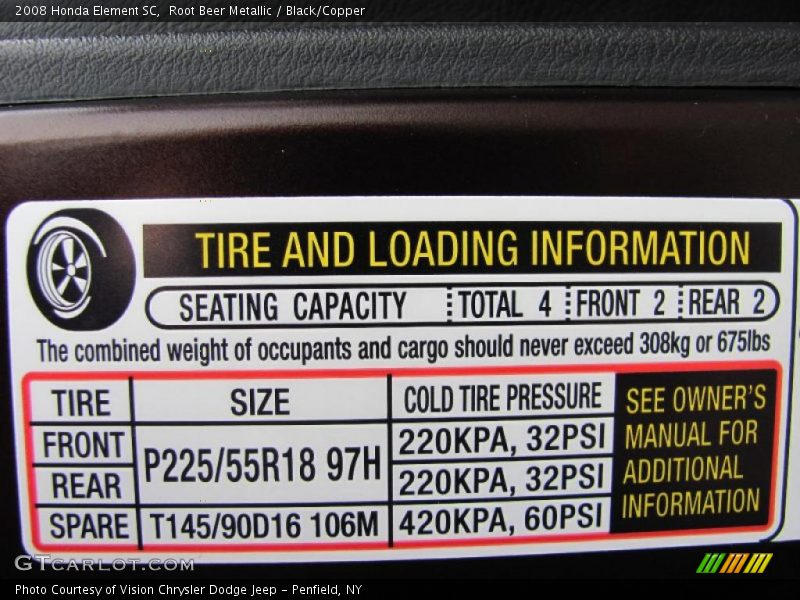 2008 Honda Element SC,  Root Beer Metallic / Black/Copper
TIRE AND LOADING INFORMATION
SEATING CAPACITY TOTAL 4 FRONT 2 REAR 2
The combined weight of occupants and cargo should never exceed 308kg or 675lbs
TIRE SIZE COLD TIRE PRESSURE
FRONT P225/55R18 97H 220KPA, 32PSI
REAR 220KPA, 32PSI
SPARE T145/90D16 106M 420KPA, 60PSI
SEE OWNER'S
MANUAL FOR
ADDITIONAL
INFORMATION
GTCARLOT.COM
Photo Courtesy of Vision Chrysler Dodge Jeep - Penfield, NY